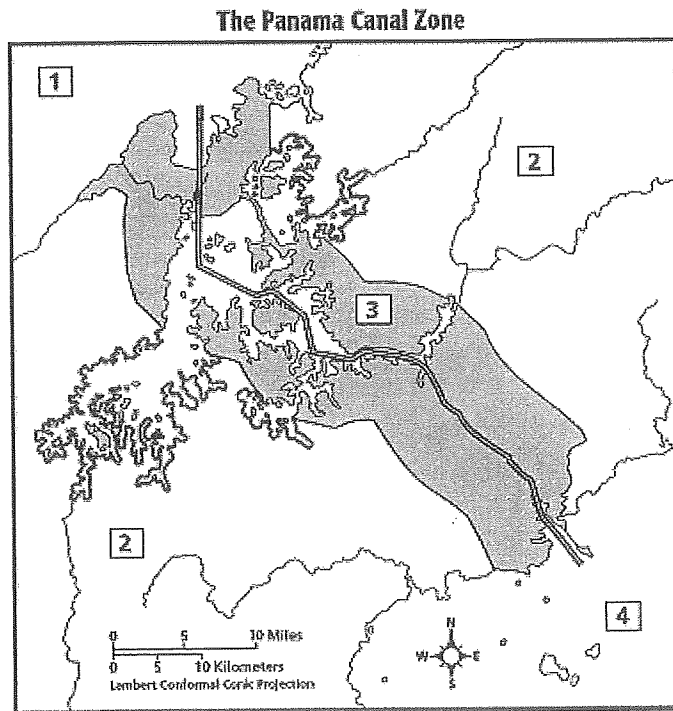 The Panama Canal Zone
1
2
3
2
4
N
W E
S
0 5 10 Miles
0 5 10 Kilometers
Lambert Conformal Conic Projection